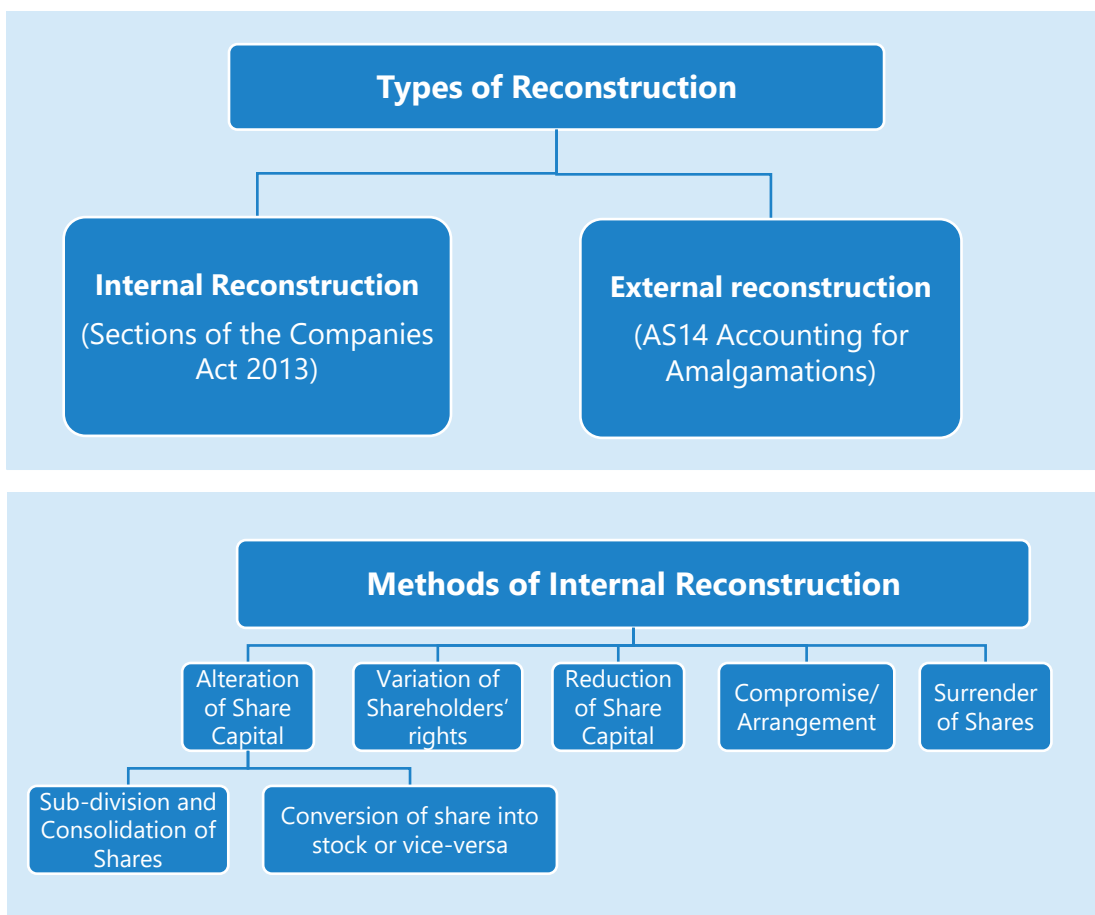 Types of Reconstruction
Internal Reconstruction
(Sections of the Companies
Act 2013)
External reconstruction
(AS14 Accounting for
Amalgamations)
Methods of Internal Reconstruction
Alteration
of Share
Capital
Variation of
Shareholders’
rights
Reduction
of Share
Capital
Compromise/
Arrangement
Surrender
of Shares
Sub-division and
Consolidation of
Shares
Conversion of share into
stock or vice-versa